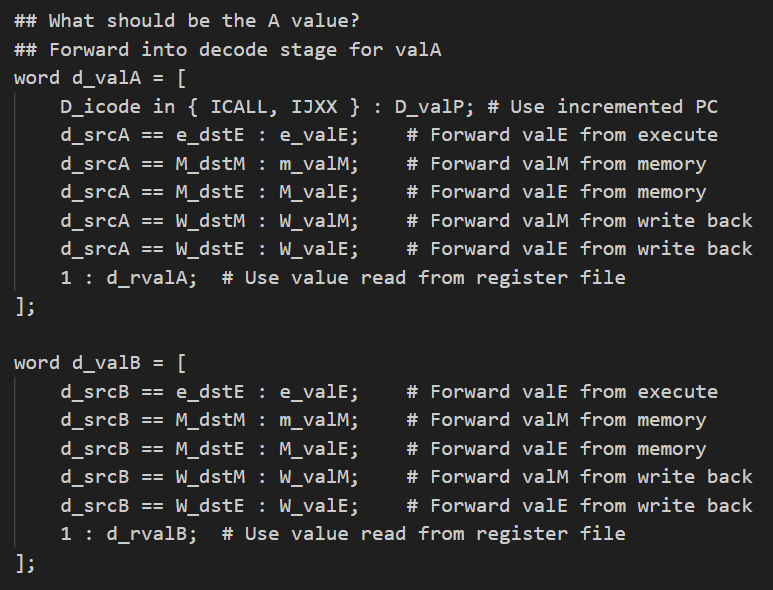 ## What should be the A value?
## Forward into decode stage for valA
word d_valA = [
    D_icode in { ICALL, IJXX } : D_valP; # Use incremented PC
    d_srcA == e_dstE : e_valE;    # Forward valE from execute
    d_srcA == M_dstM : m_valM;    # Forward valM from memory
    d_srcA == M_dstE : M_valE;    # Forward valE from memory
    d_srcA == W_dstM : W_valM;    # Forward valM from write back
    d_srcA == W_dstE : W_valE;    # Forward valE from write back
    1 : d_rvalA;  # Use value read from register file
];

word d_valB = [
    d_srcB == e_dstE : e_valE;    # Forward valE from execute
    d_srcB == M_dstM : m_valM;    # Forward valM from memory
    d_srcB == M_dstE : M_valE;    # Forward valE from memory
    d_srcB == W_dstM : W_valM;    # Forward valM from write back
    d_srcB == W_dstE : W_valE;    # Forward valE from write back
    1 : d_rvalB;  # Use value read from register file
];